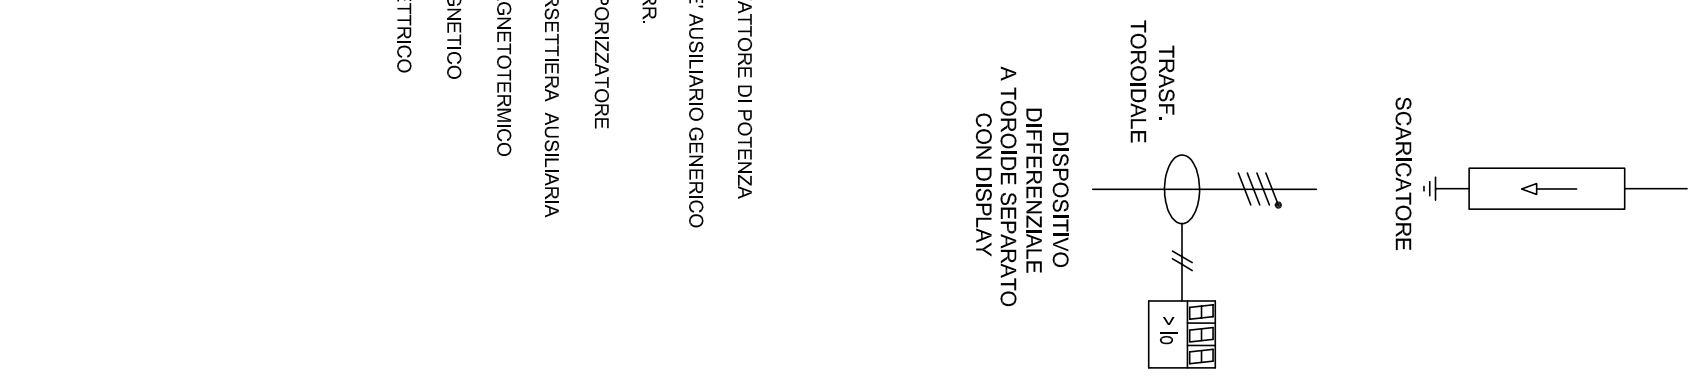 SCARICATORE
TRASF.
TOROIDALE
> I0
DISPOSITIVO
DIFFERENZIALE
A TOROIDE SEPARATO
CON DISPLAY
ATTORE DI POTENZA
E' AUSILIARIO GENERICO
RR.
PORIZZATORE
RSETTIERA AUSILIARIA
GNETOTERMICO
GNETICO
ETTRICO